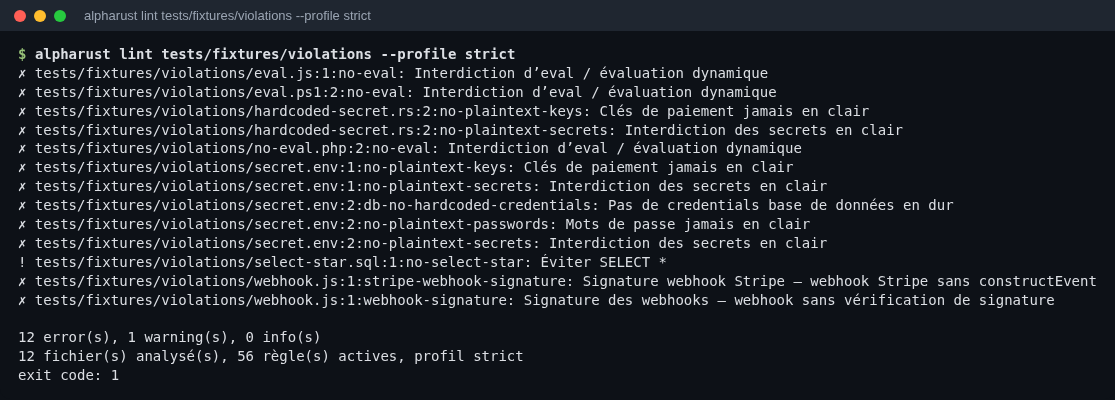 alpharust lint tests/fixtures/violations --profile strict
$ alpharust lint tests/fixtures/violations --profile strict
✗ tests/fixtures/violations/eval.js:1:no-eval: Interdiction d’eval / évaluation dynamique
✗ tests/fixtures/violations/eval.ps1:2:no-eval: Interdiction d’eval / évaluation dynamique
✗ tests/fixtures/violations/hardcoded-secret.rs:2:no-plaintext-keys: Clés de paiement jamais en clair
✗ tests/fixtures/violations/hardcoded-secret.rs:2:no-plaintext-secrets: Interdiction des secrets en clair
✗ tests/fixtures/violations/no-eval.php:2:no-eval: Interdiction d’eval / évaluation dynamique
✗ tests/fixtures/violations/secret.env:1:no-plaintext-keys: Clés de paiement jamais en clair
✗ tests/fixtures/violations/secret.env:1:no-plaintext-secrets: Interdiction des secrets en clair
✗ tests/fixtures/violations/secret.env:2:db-no-hardcoded-credentials: Pas de credentials base de données en dur
✗ tests/fixtures/violations/secret.env:2:no-plaintext-passwords: Mots de passe jamais en clair
✗ tests/fixtures/violations/secret.env:2:no-plaintext-secrets: Interdiction des secrets en clair
! tests/fixtures/violations/select-star.sql:1:no-select-star: Éviter SELECT *
✗ tests/fixtures/violations/webhook.js:1:stripe-webhook-signature: Signature webhook Stripe — webhook Stripe sans constructEvent
✗ tests/fixtures/violations/webhook.js:1:webhook-signature: Signature des webhooks — webhook sans vérification de signature
12 error(s), 1 warning(s), 0 info(s)
12 fichier(s) analysé(s), 56 règle(s) actives, profil strict
exit code: 1